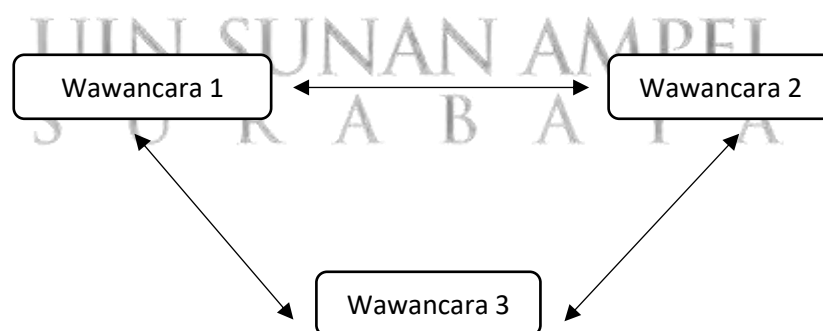 UIN SUNAN AMPEL
Wawancara 1
Wawancara 2
S U R A B A Y A
Wawancara 3